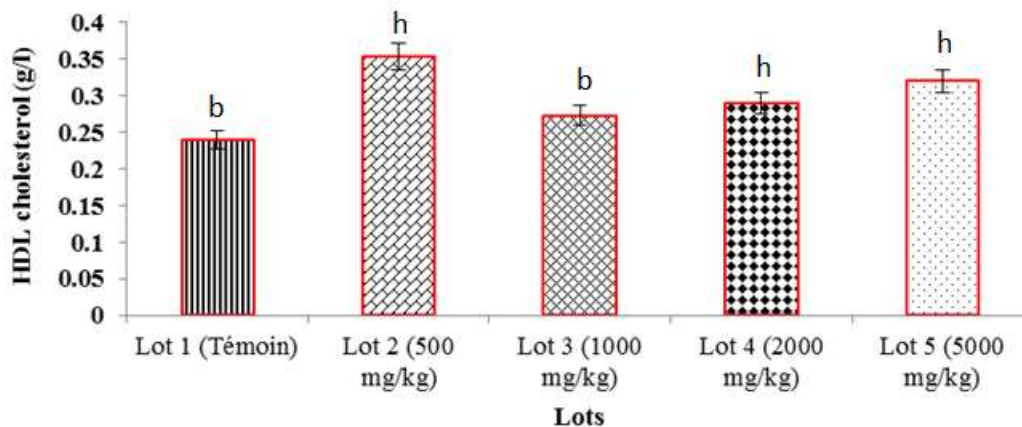 0.4
0.35
0.3
0.25
0.2
0.15
0.1
0.05
0
HDL cholesterol (g/l)
b
h
b
h
h
Lot 1 (Témoin)
Lot 2 (500
mg/kg)
Lot 3 (1000
mg/kg)
Lot 4 (2000
mg/kg)
Lot 5 (5000
mg/kg)
Lots